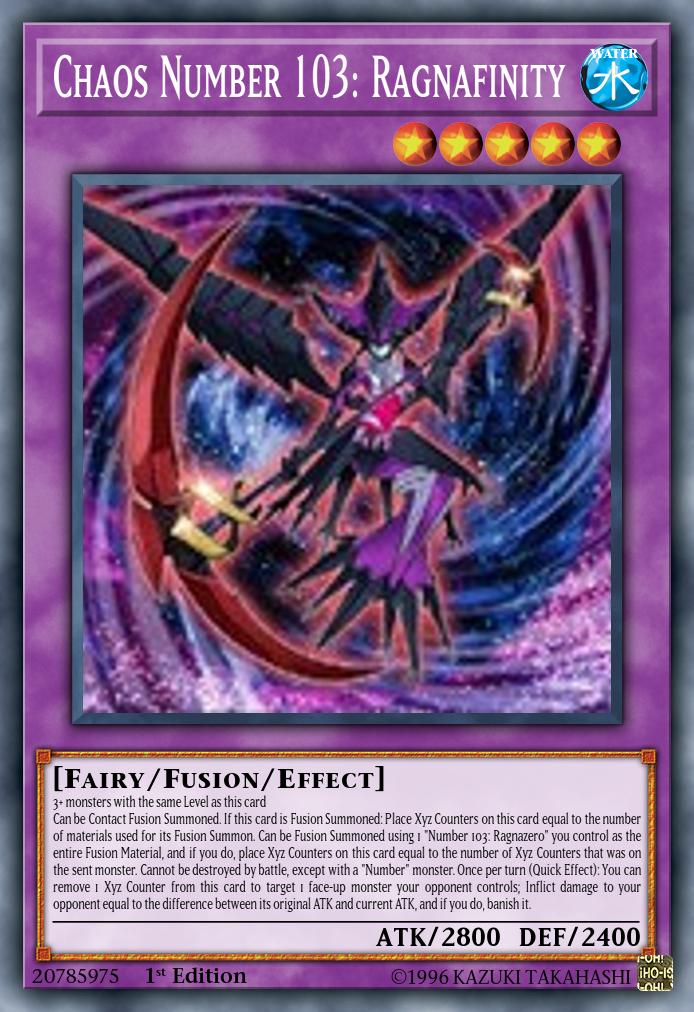 Chaos Number 103: Ragnafinity
WATER
水
[Fairy/Fusion/Effect]
3+ monsters with the same Level as this card
Can be Contact Fusion Summoned. If this card is Fusion Summoned: Place Xyz Counters on this card equal to the number
of materials used for its Fusion Summon. Can be Fusion Summoned using 1 "Number 103: Ragnazero" you control as the
entire Fusion Material, and if you do, place Xyz Counters on this card equal to the number of Xyz Counters that was on
the sent monster. Cannot be destroyed by battle, except with a "Number" monster. Once per turn (Quick Effect): You can
remove 1 Xyz Counter from this card to target 1 face-up monster your opponent controls; Inflict damage to your
opponent equal to the difference between its original ATK and current ATK, and if you do, banish it.
ATK/2800 DEF/2400
20785975 1st Edition ©1996 KAZUKI TAKAHASHI